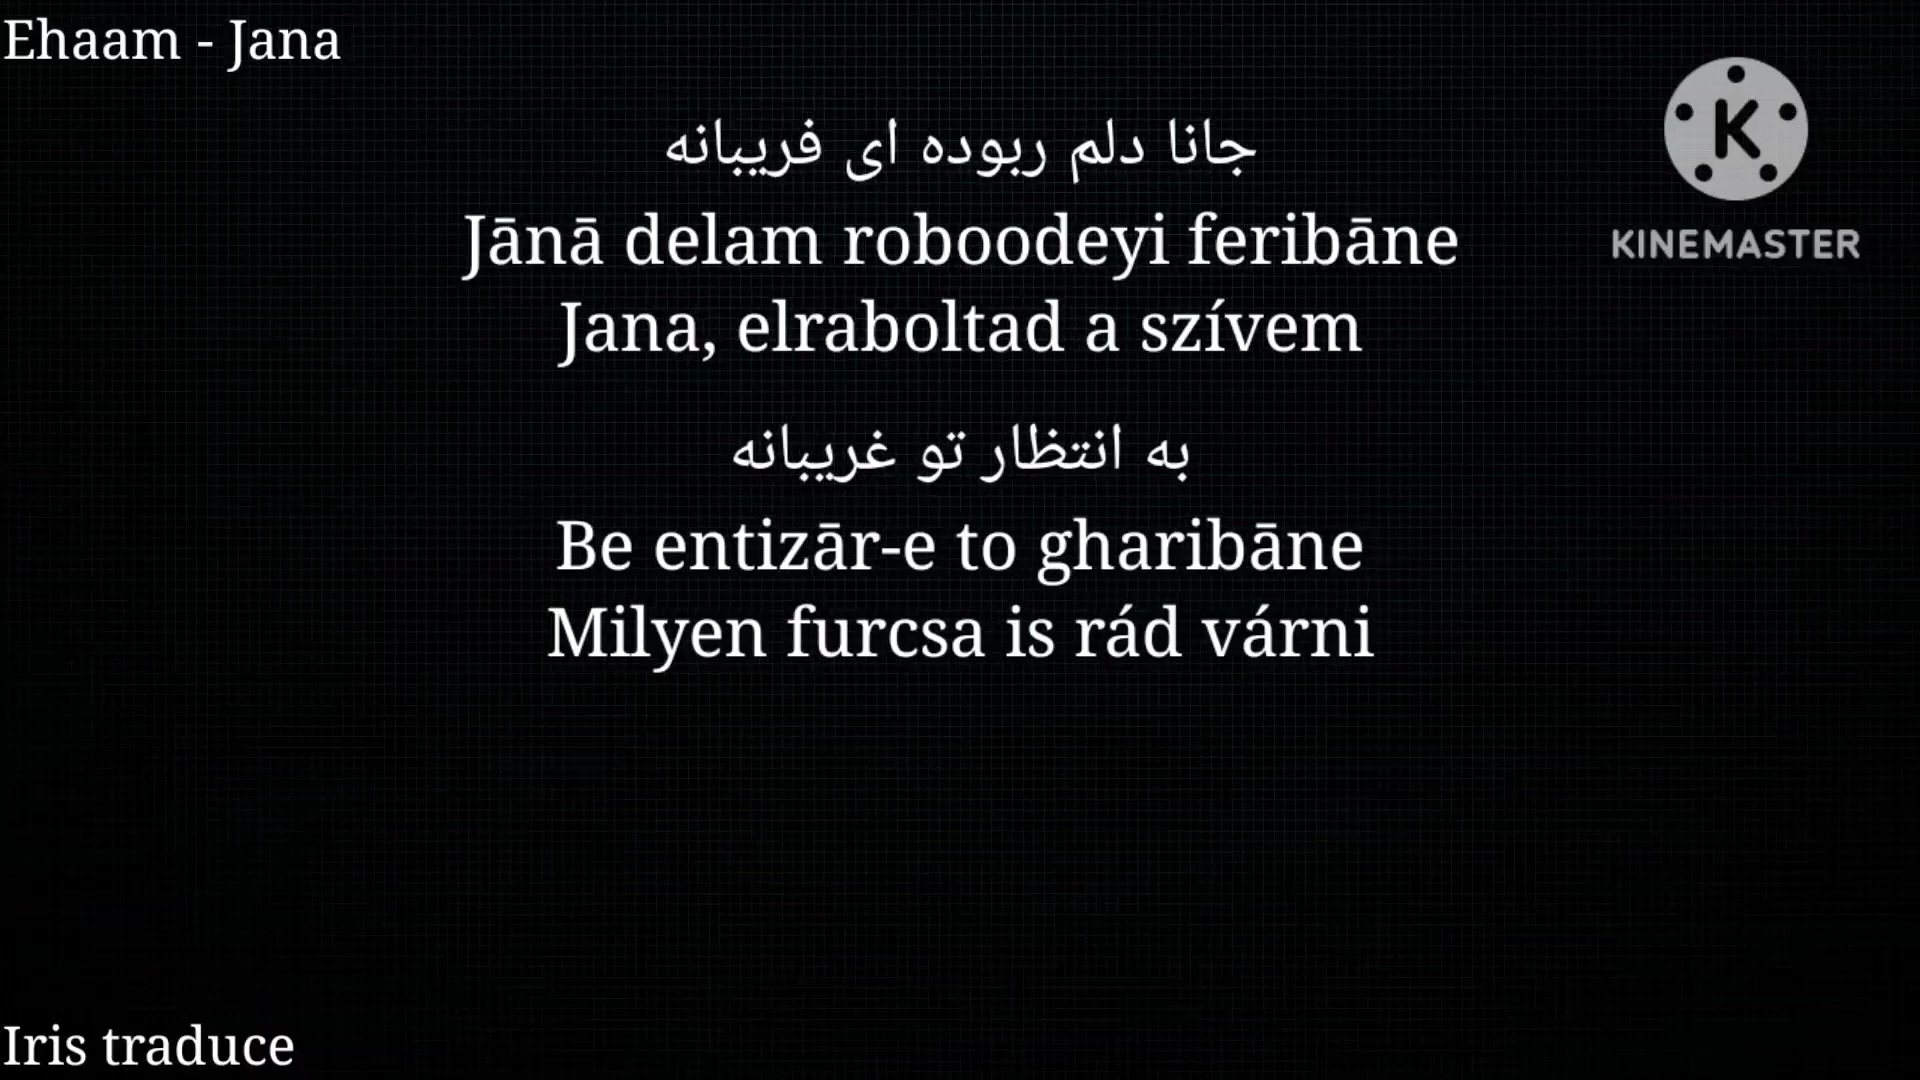 Ehaam - Jana
جانا دلم ربوده ای فریبانه
Jānā delam roboodeyi feribāne
Jana, elraboltad a szívem
به انتظار تو غریبانه
Be entizār-e to gharibāne
Milyen furcsa is rád várni
K
KINEMASTER
Iris traduce